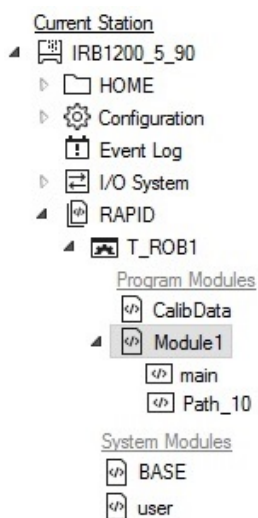 Current Station
IRB1200_5_90
HOME
Configuration
Event Log
I/O System
RAPID
T_ROB1
Program Modules
CalibData
Module1
main
Path_10
System Modules
BASE
user